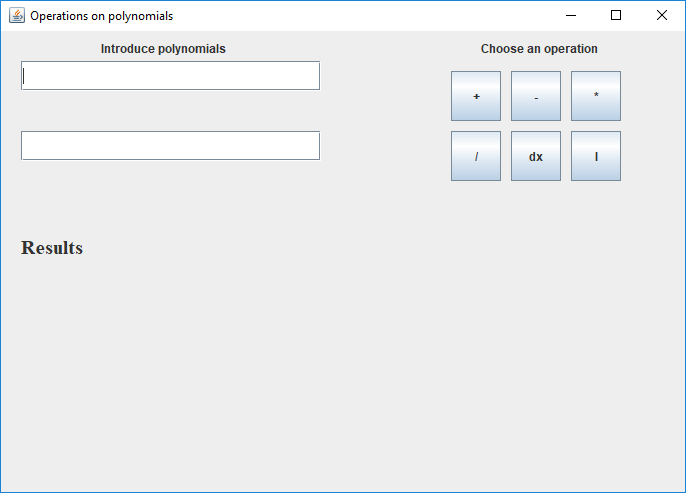 Operations on polynomials
Introduce polynomials
Choose an operation
+ - *
/ dx I
Results